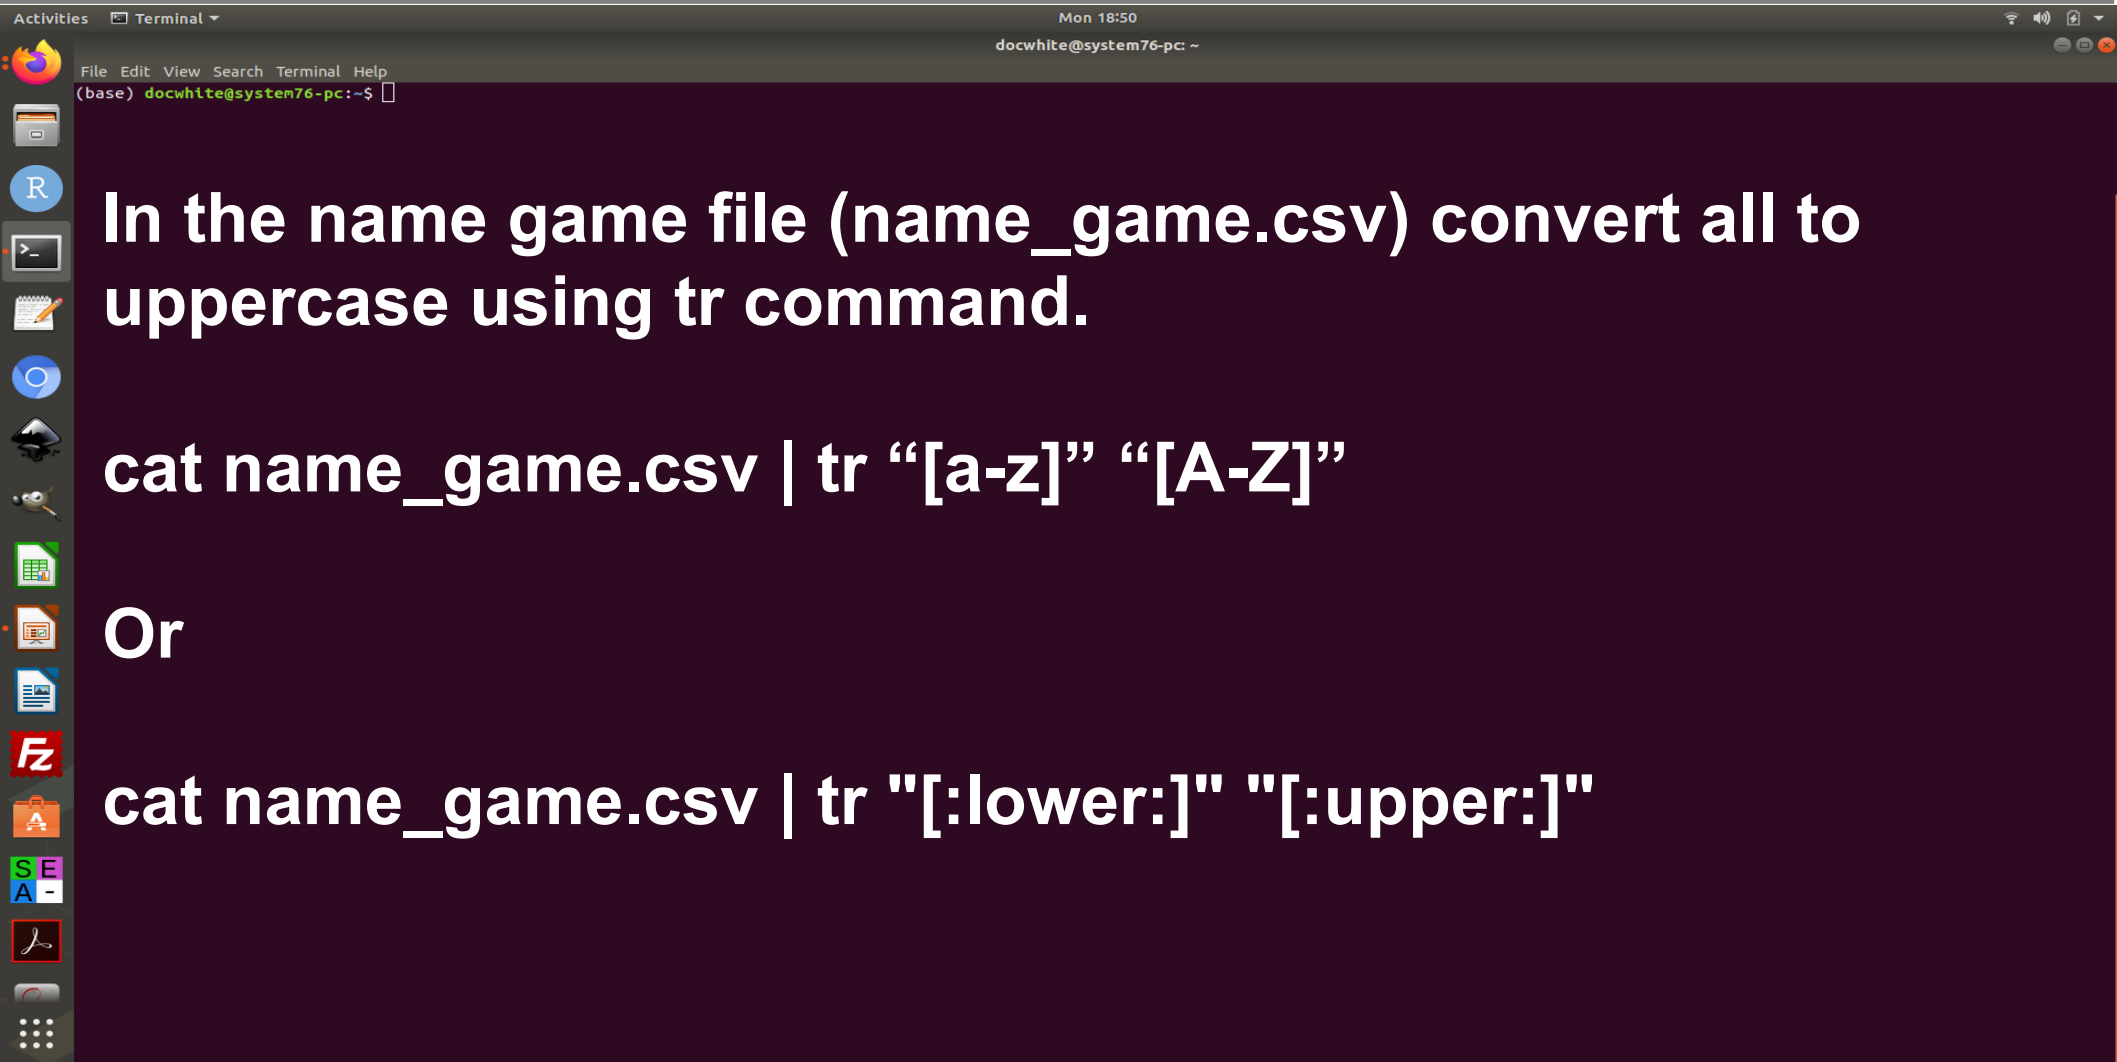 Activities Terminal Mon 18:50
docwhite@system76-pc: ~
File Edit View Search Terminal Help
(base) docwhite@system76-pc:~$
R
>_
In the name game file (name_game.csv) convert all to
uppercase using tr command.
cat name_game.csv | tr “[a-z]” “[A-Z]”
Or
FZ
cat name_game.csv | tr "[:lower:]" "[:upper:]"
A
S E
A -